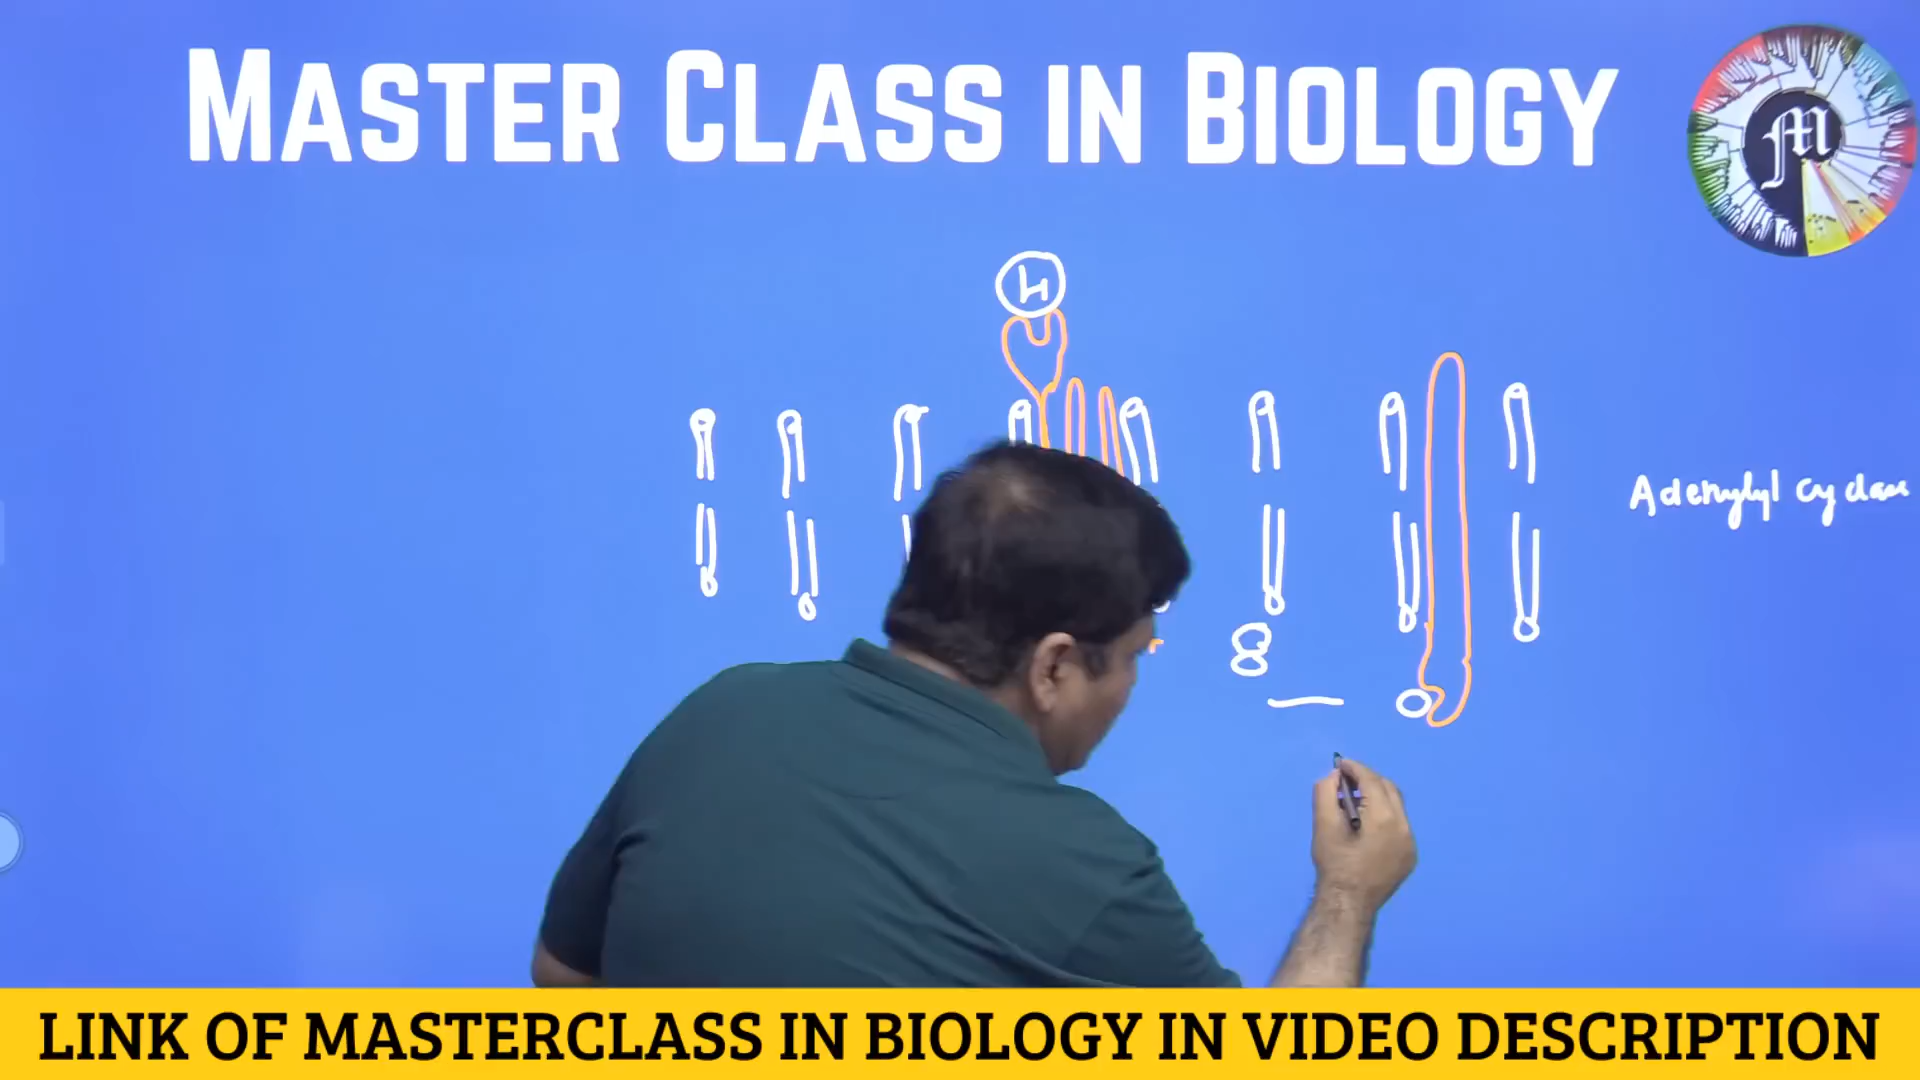 MASTER CLASS IN BIOLOGY
M
H
Adenylyl cyclase
LINK OF MASTERCLASS IN BIOLOGY IN VIDEO DESCRIPTION